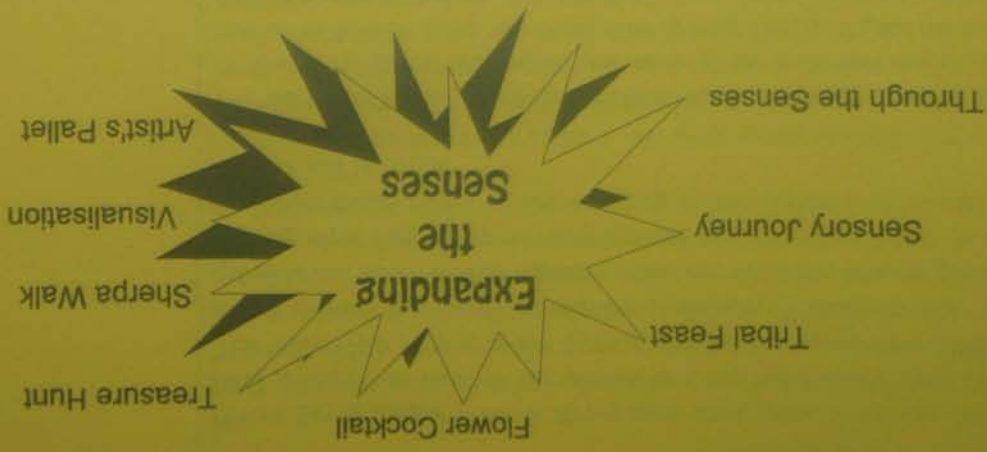 Flower Cocktail
Treasure Hunt
Tribal Feast
Expanding
the
Senses
Sherpa Walk
Sensory Journey
Visualisation
Artist's Pallet
Through the Senses